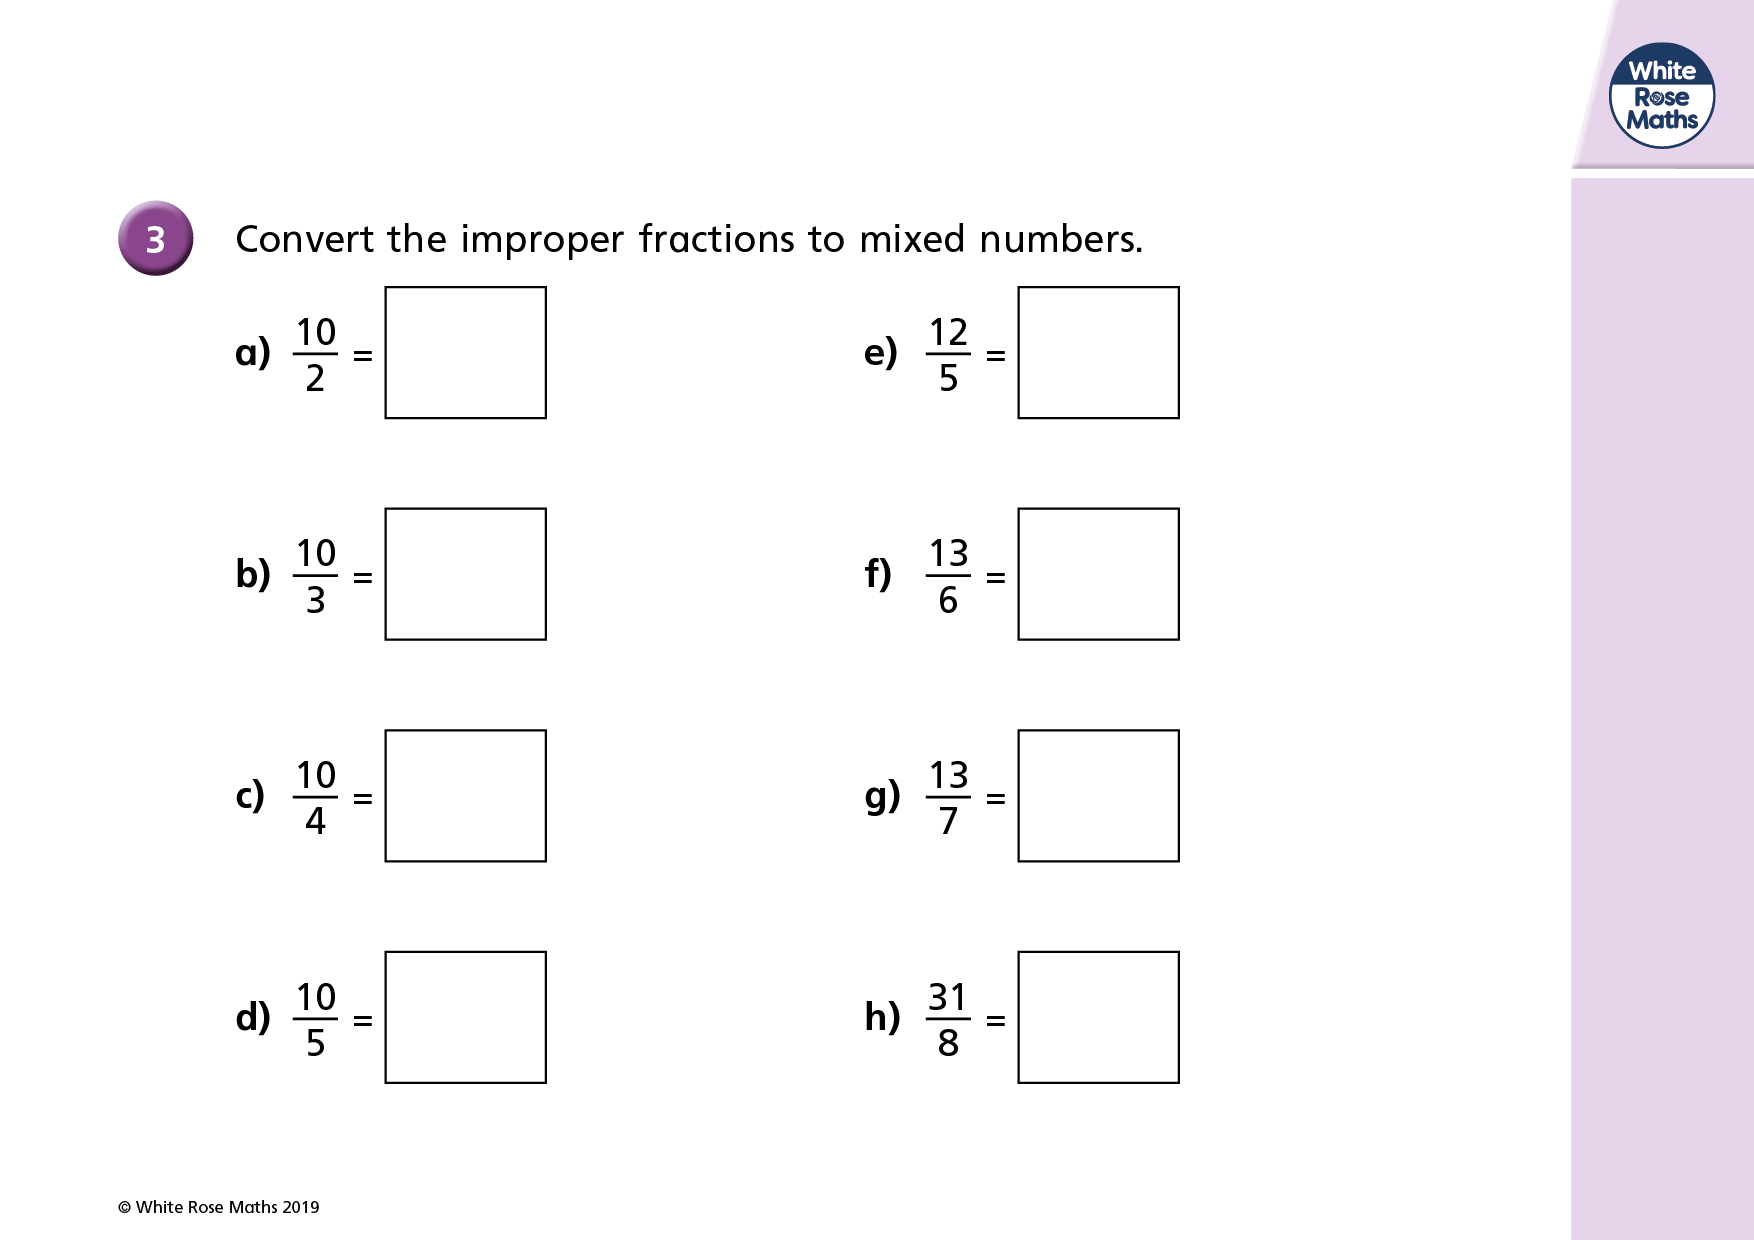 White
Rose
Maths
3 Convert the improper fractions to mixed numbers.
a) 10/2 =
b) 10/3 =
c) 10/4 =
d) 10/5 =
e) 12/5 =
f) 13/6 =
g) 13/7 =
h) 31/8 =
© White Rose Maths 2019